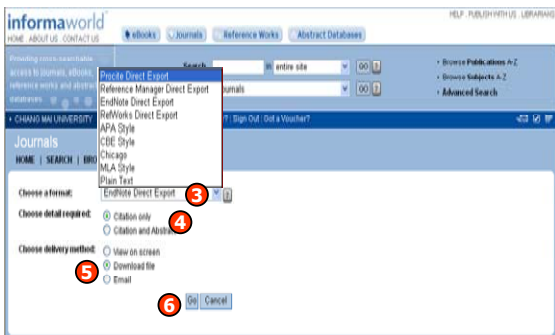 informaworld
HELP . PUBLISH WITH US . LIBRARIANS
HOME . ABOUT US . CONTACT US
eBooks Journals Reference Works Abstract Databases
Providing cross-searchable
access to journals, eBooks,
reference works and abstract
databases
Search in entire site GO ?
Journals GO ?
• Browse Publications A-Z
• Browse Subjects A-Z
• Advanced Search
Procite Direct Export
Reference Manager Direct Export
EndNote Direct Export
RefWorks Direct Export
APA Style
CBE Style
Chicago
MLA Style
Plain Text
CHIANG MAI UNIVERSITY
? | Sign Out | Got a Voucher?
Journals
HOME | SEARCH | BRO
Choose a format: EndNote Direct Export 3 ?
Choose detail required: Citation only
Citation and Abstract 4
Choose delivery method: View on screen
5 Download file
Email
6 Go Cancel